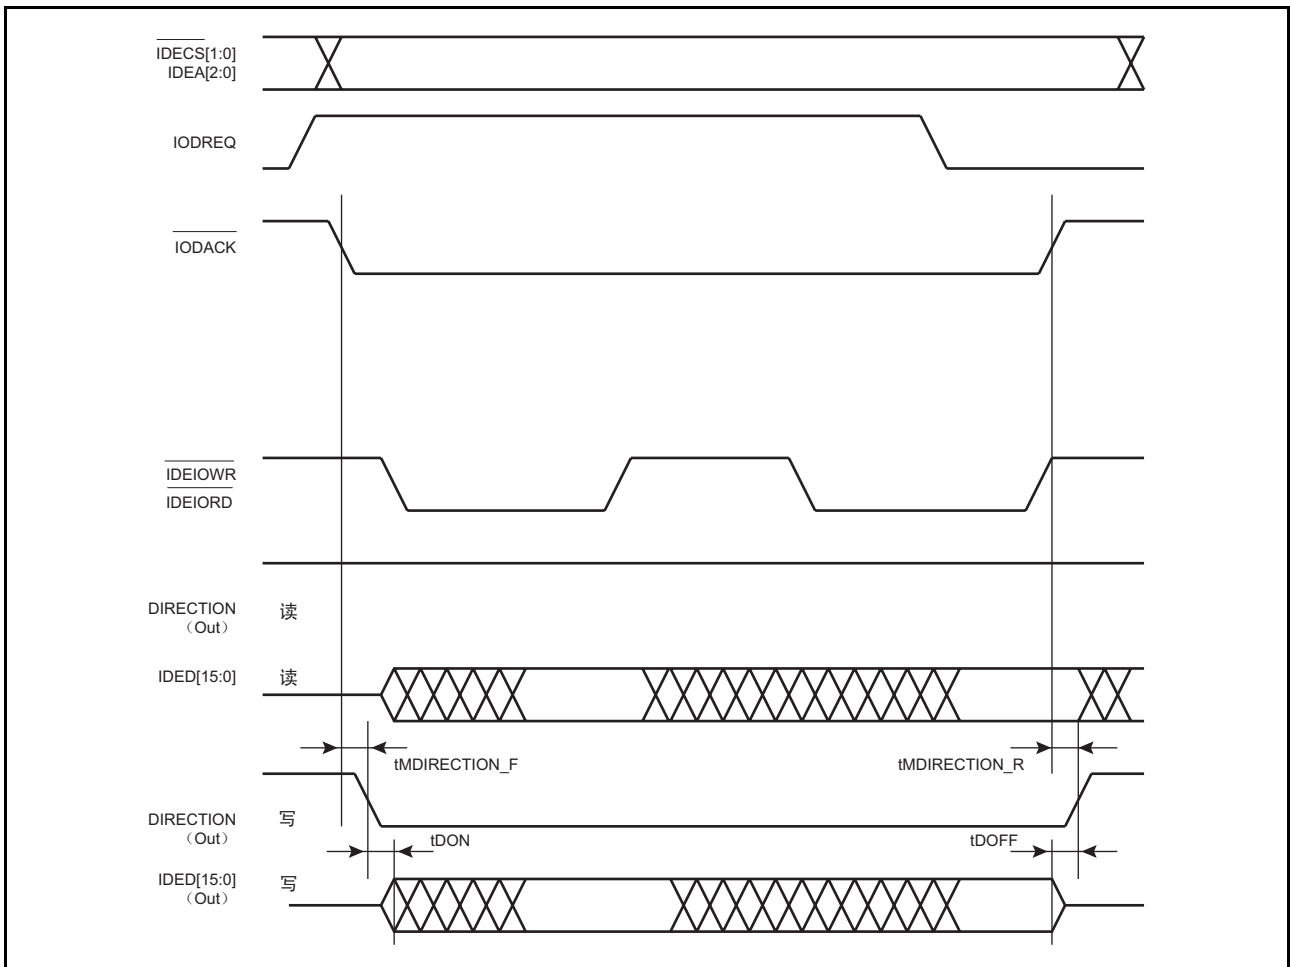 IDECS[1:0]
IDEA[2:0]
IODREQ
IODACK
IDEIOWR
IDEIORD
DIRECTION 读
（Out）
IDED[15:0] 读
tMDIRECTION_F tMDIRECTION_R
DIRECTION 写
（Out）
tDON tDOFF
IDED[15:0] 写
（Out）